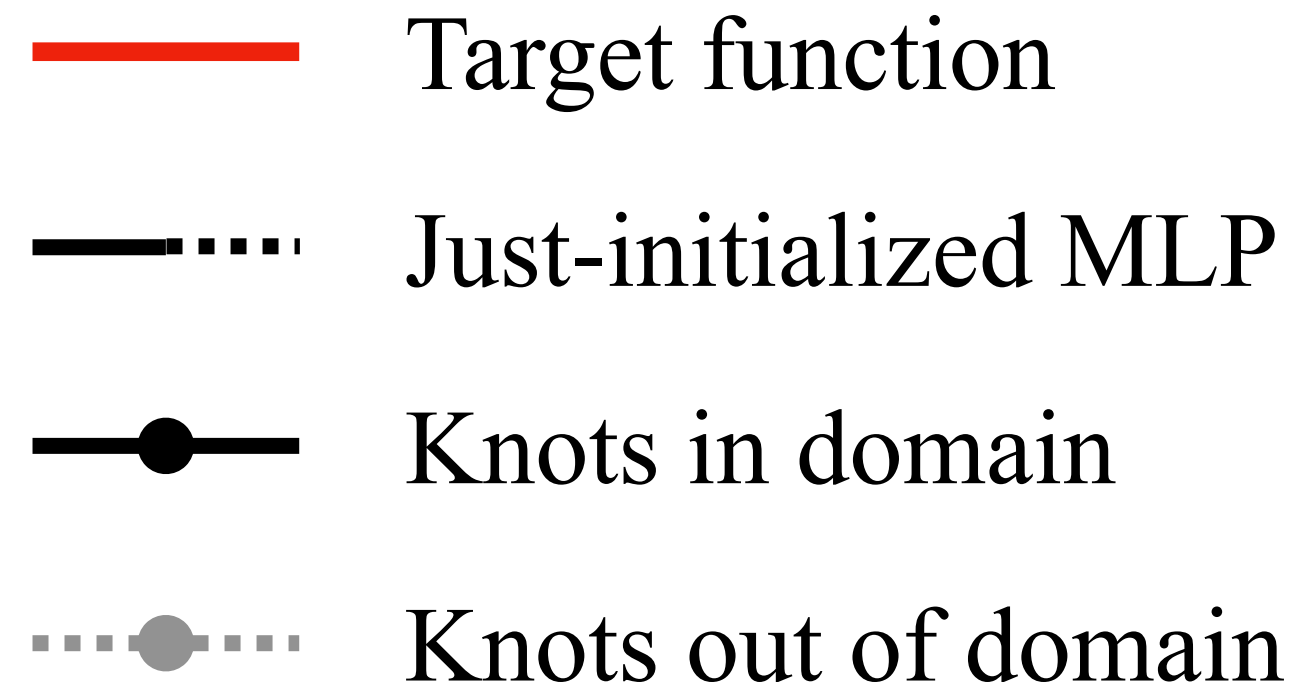 Target function
Just-initialized MLP
Knots in domain
Knots out of domain